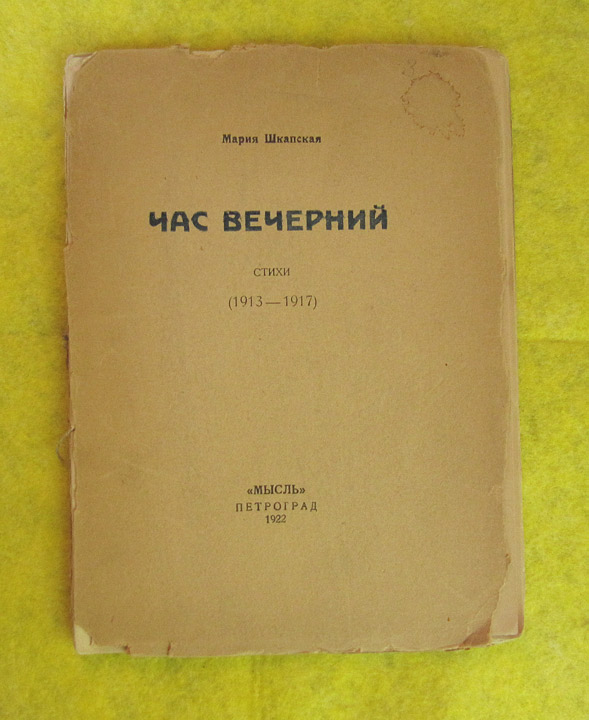 Мария Шкапская
ЧАС ВЕЧЕРНИЙ
СТИХИ
(1913—1917)
«МЫСЛЬ»
ПЕТРОГРАД
1922